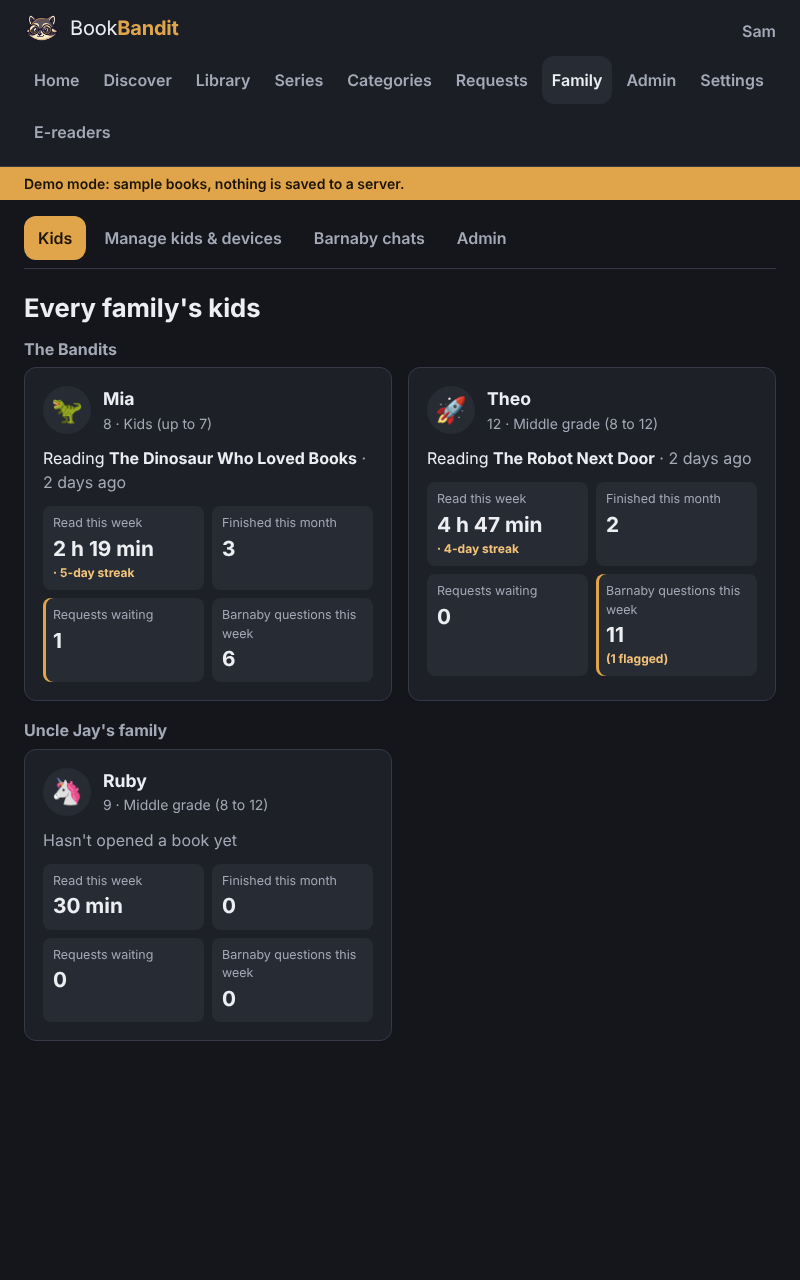 BookBandit
Sam
Home Discover Library Series Categories Requests Family Admin Settings
E-readers
Demo mode: sample books, nothing is saved to a server.
Kids Manage kids & devices Barnaby chats Admin
Every family's kids
The Bandits
Mia
8 · Kids (up to 7)
Reading The Dinosaur Who Loved Books ·
2 days ago
Read this week
2 h 19 min
· 5-day streak
Finished this month
3
Requests waiting
1
Barnaby questions this
week
6
Theo
12 · Middle grade (8 to 12)
Reading The Robot Next Door · 2 days ago
Read this week
4 h 47 min
· 4-day streak
Finished this month
2
Requests waiting
0
Barnaby questions this
week
11
(1 flagged)
Uncle Jay's family
Ruby
9 · Middle grade (8 to 12)
Hasn't opened a book yet
Read this week
30 min
Finished this month
0
Requests waiting
0
Barnaby questions this
week
0